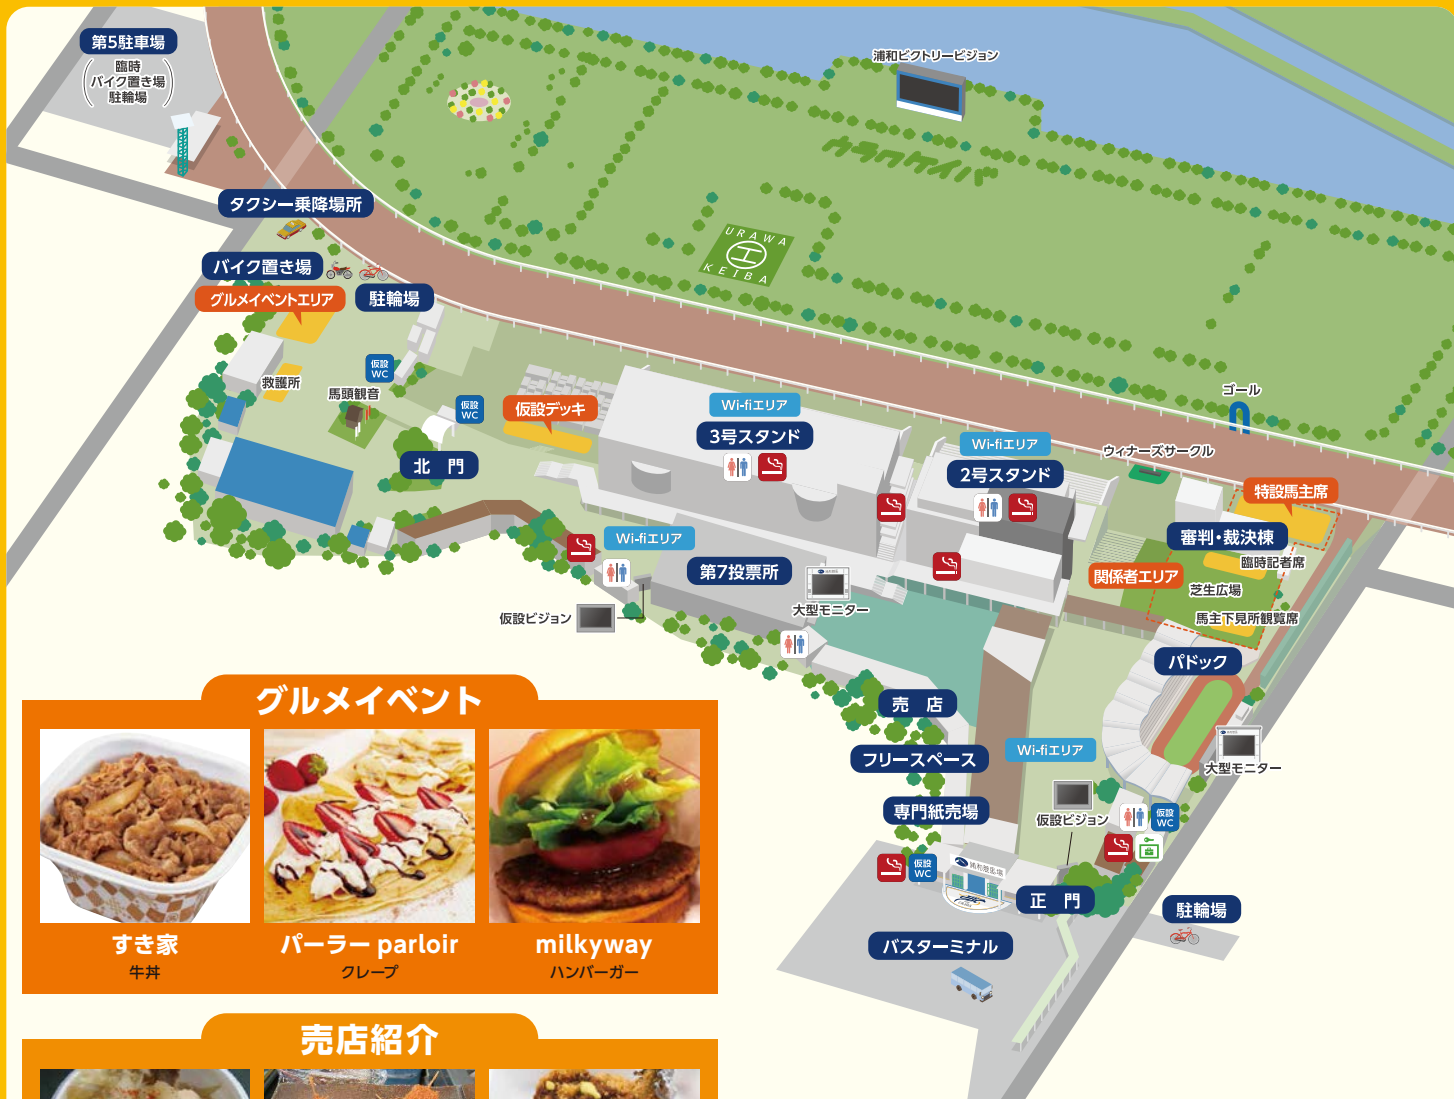 第5駐車場
臨時
バイク置き場
駐輪場
浦和ビクトリービジョン
タクシー乗降場所
URAWA
KEIBA
バイク置き場
グルメイベントエリア
駐輪場
救護所
仮設
WC
馬頭観音
仮設
WC
仮設デッキ
北 門
Wi-fiエリア
3号スタンド
ゴール
Wi-fiエリア
2号スタンド
ウィナーズサークル
特設馬主席
審判・裁決棟
臨時記者席
関係者エリア
芝生広場
馬主下見所観覧席
Wi-fiエリア
第7投票所
大型モニター
仮設ビジョン
パドック
売 店
Wi-fiエリア
フリースペース
大型モニター
専門紙売場
仮設ビジョン
仮設
WC
仮設
WC
浦和競馬場
正 門
駐輪場
バスターミナル
グルメイベント
すき家
牛丼
パーラー parloir
クレープ
milkyway
ハンバーガー
売店紹介